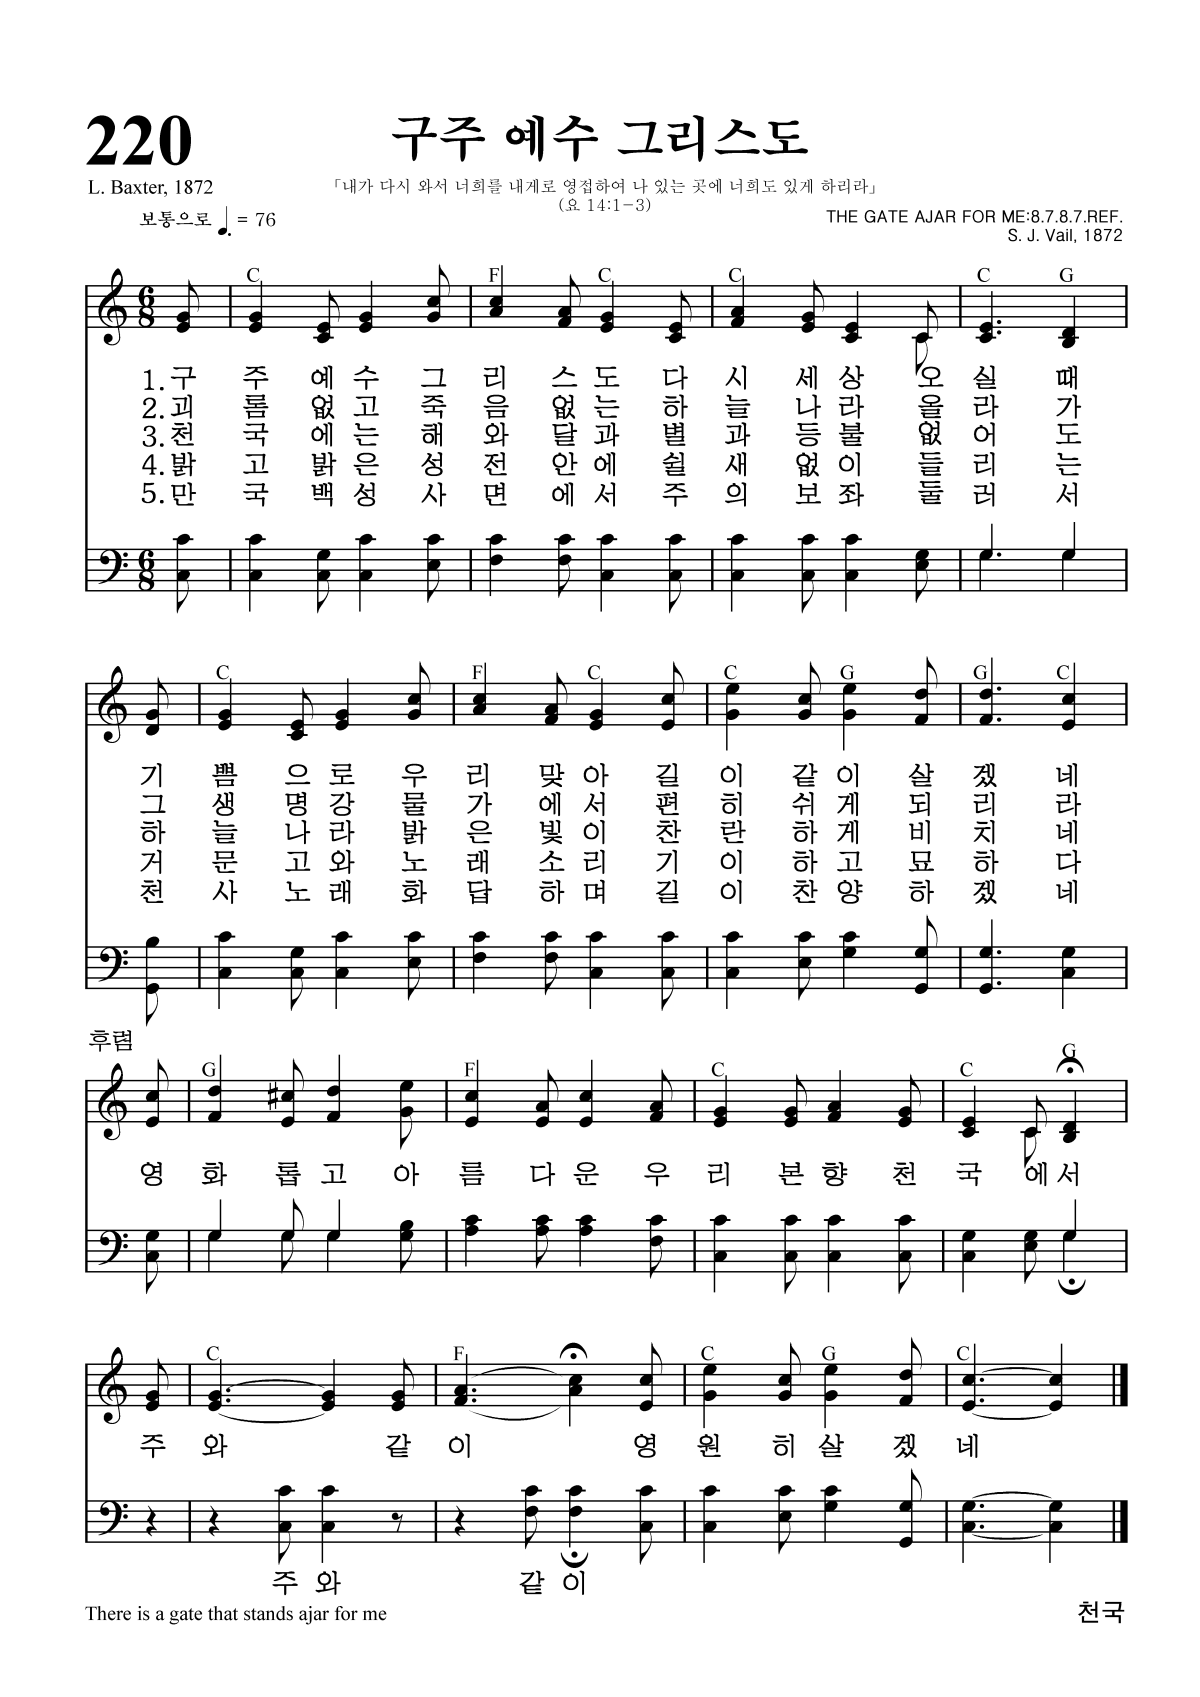 220
구주 예수 그리스도
L. Baxter, 1872
「내가 다시 와서 너희를 내게로 영접하여 나 있는 곳에 너희도 있게 하리라」
(요 14:1-3)
보통으로 ♩. = 76
THE GATE AJAR FOR ME:8.7.8.7.REF.
S. J. Vail, 1872
C F C C C G
6 8
1. 구 주 예 수 그 리 스 도 다 시 세 상 오 실 때
2. 괴 롬 없 고 죽 음 없 는 하 늘 나 라 올 라 가
3. 천 국 에 는 해 와 달 과 별 과 등 불 없 어 도
4. 밝 고 밝 은 성 전 안 에 쉴 새 없 이 들 리 는
5. 만 국 백 성 사 면 에 서 주 의 보 좌 둘 러 서
6 8
C F C C G G C
기 쁨 으 로 우 리 맞 아 길 이 같 이 살 겠 네
그 생 명 강 물 가 에 서 편 히 쉬 게 되 리 라
하 늘 나 라 밝 은 빛 이 찬 란 하 게 비 치 네
거 문 고 와 노 래 소 리 기 이 하 고 묘 하 다
천 사 노 래 화 답 하 며 길 이 찬 양 하 겠 네
후렴
G F C C G
영 화 롭 고 아 름 다 운 우 리 본 향 천 국 에 서
C F C G C
주 와 같 이 영 원 히 살 겠 네
주 와 같 이
There is a gate that stands ajar for me
천국